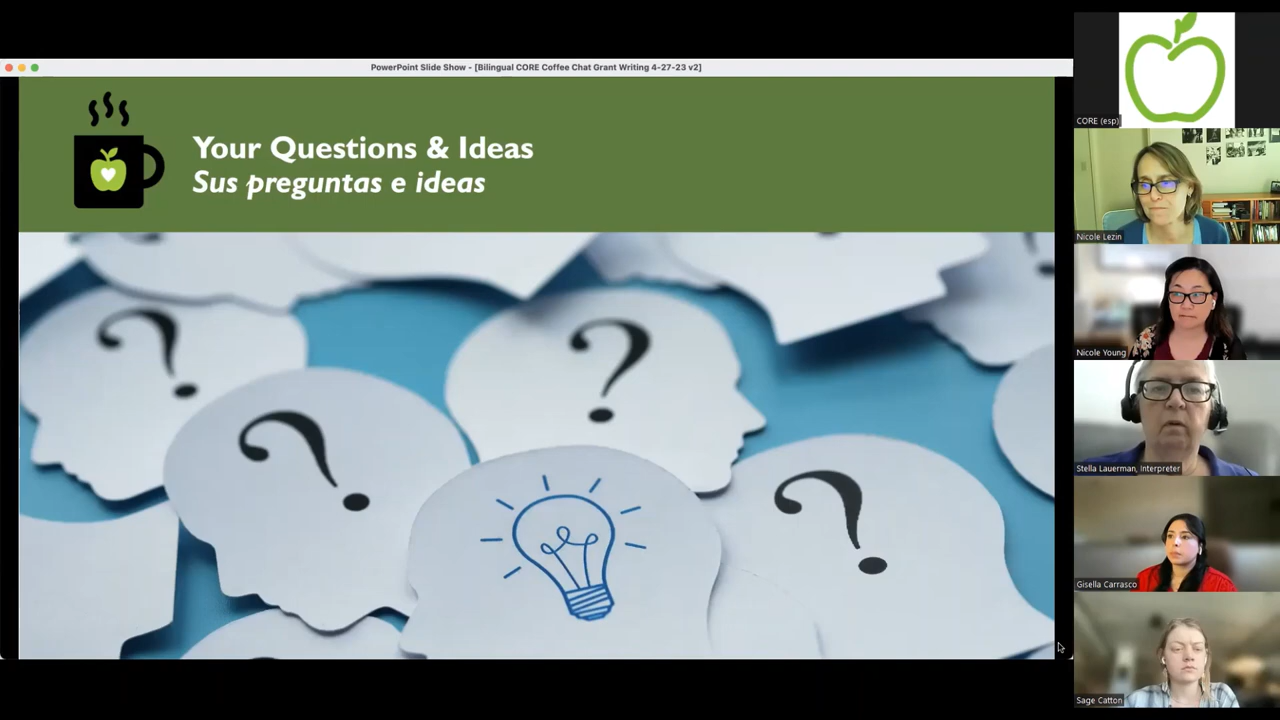 PowerPoint Slide Show - [Bilingual CORE Coffee Chat Grant Writing 4-27-23 v2]
Your Questions & Ideas
Sus preguntas e ideas
?
?
?
?
CORE (esp)
Nicole Lezin
Nicole Young
Stella Lauerman, Interpreter
Gisella Carrasco
Sage Catton